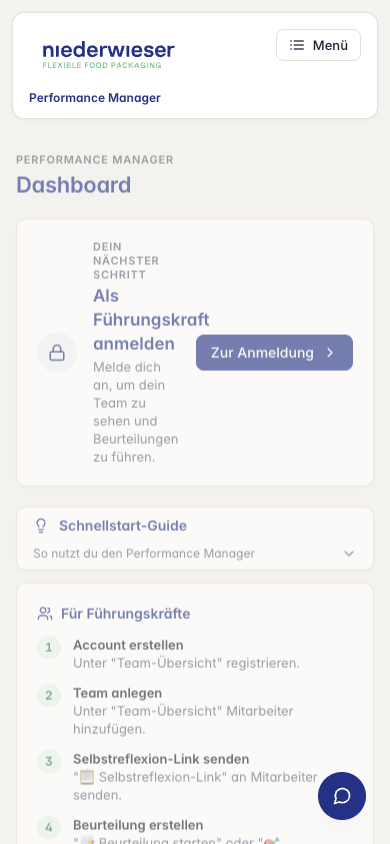 niederwieser
FLEXIBLE FOOD PACKAGING
Menü
Performance Manager
PERFORMANCE MANAGER
Dashboard
DEIN
NÄCHSTER
SCHRITT
Als
Führungskraft
anmelden
Melde dich
an, um dein
Team zu
sehen und
Beurteilungen
zu führen.
Zur Anmeldung
Schnellstart-Guide
So nutzt du den Performance Manager
Für Führungskräfte
1
Account erstellen
Unter "Team-Übersicht" registrieren.
2
Team anlegen
Unter "Team-Übersicht" Mitarbeiter
hinzufügen.
3
Selbstreflexion-Link senden
"📋 Selbstreflexion-Link" an Mitarbeiter
senden.
4
Beurteilung erstellen
"📝 Beurteilung starten" oder "🎯